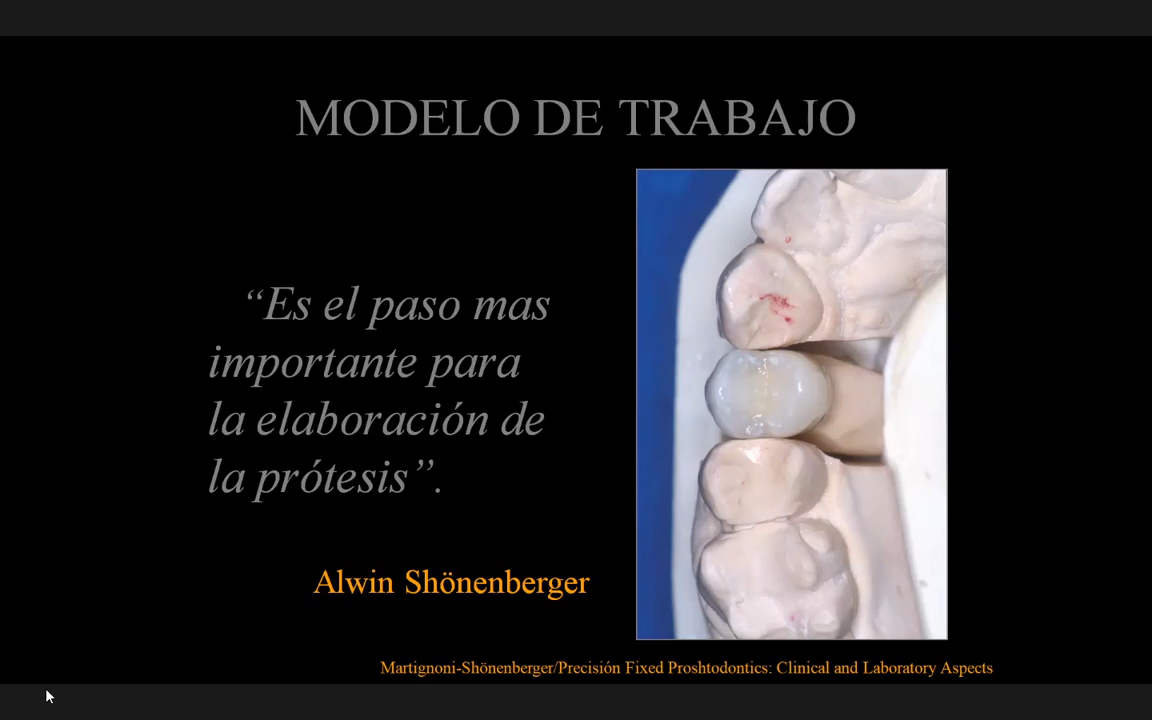 MODELO DE TRABAJO
“Es el paso mas
importante para
la elaboración de
la prótesis”.
Alwin Shönenberger
Martignoni-Shönenberger/Precisión Fixed Proshtodontics: Clinical and Laboratory Aspects